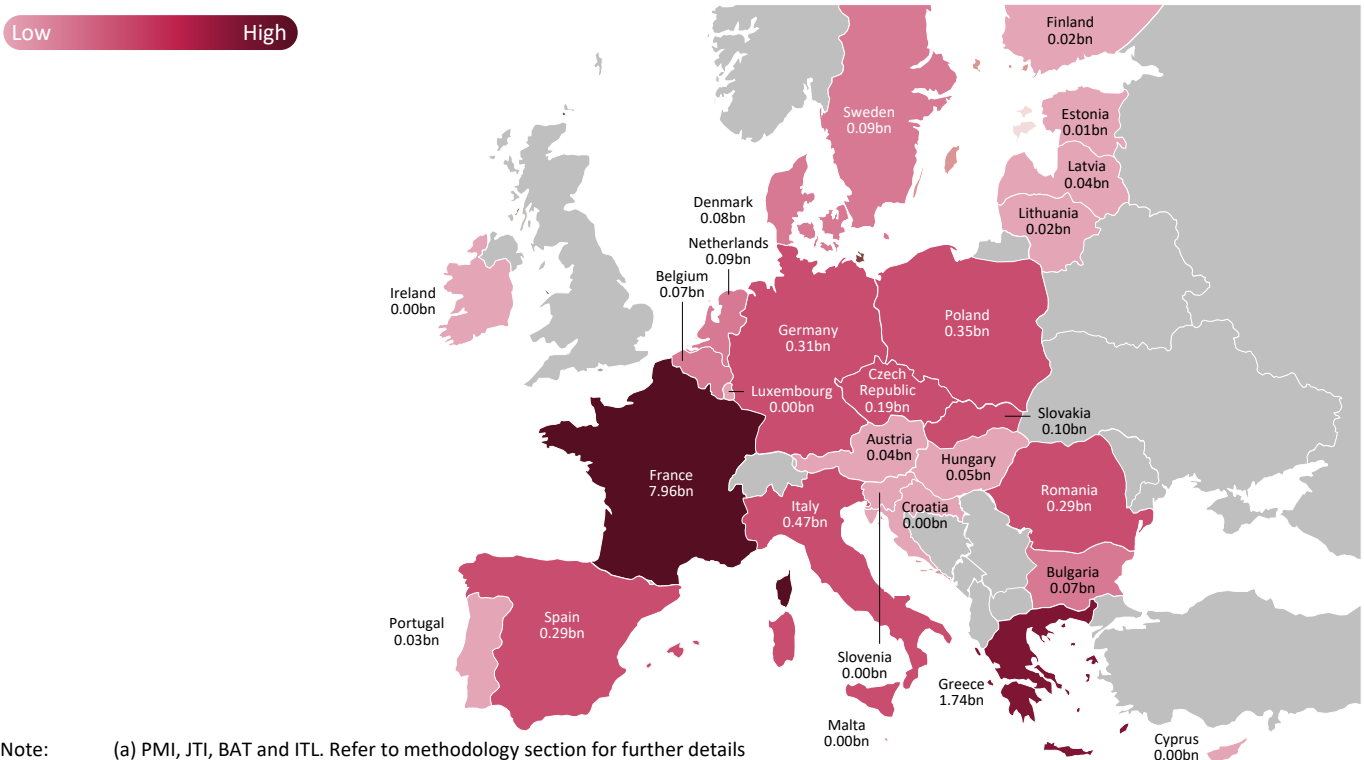 Low
High
Finland
0.02bn
Sweden
0.09bn
Estonia
0.01bn
Latvia
0.04bn
Lithuania
0.02bn
Denmark
0.08bn
Netherlands
0.09bn
Belgium
0.07bn
Ireland
0.00bn
Germany
0.31bn
Poland
0.35bn
Luxembourg
0.00bn
Czech
Republic
0.19bn
Slovakia
0.10bn
Austria
0.04bn
Hungary
0.05bn
France
7.96bn
Italy
0.47bn
Croatia
0.00bn
Romania
0.29bn
Bulgaria
0.07bn
Portugal
0.03bn
Spain
0.29bn
Slovenia
0.00bn
Greece
1.74bn
Malta
0.00bn
Cyprus
0.00bn
Note: (a) PMI, JTI, BAT and ITL. Refer to methodology section for further details